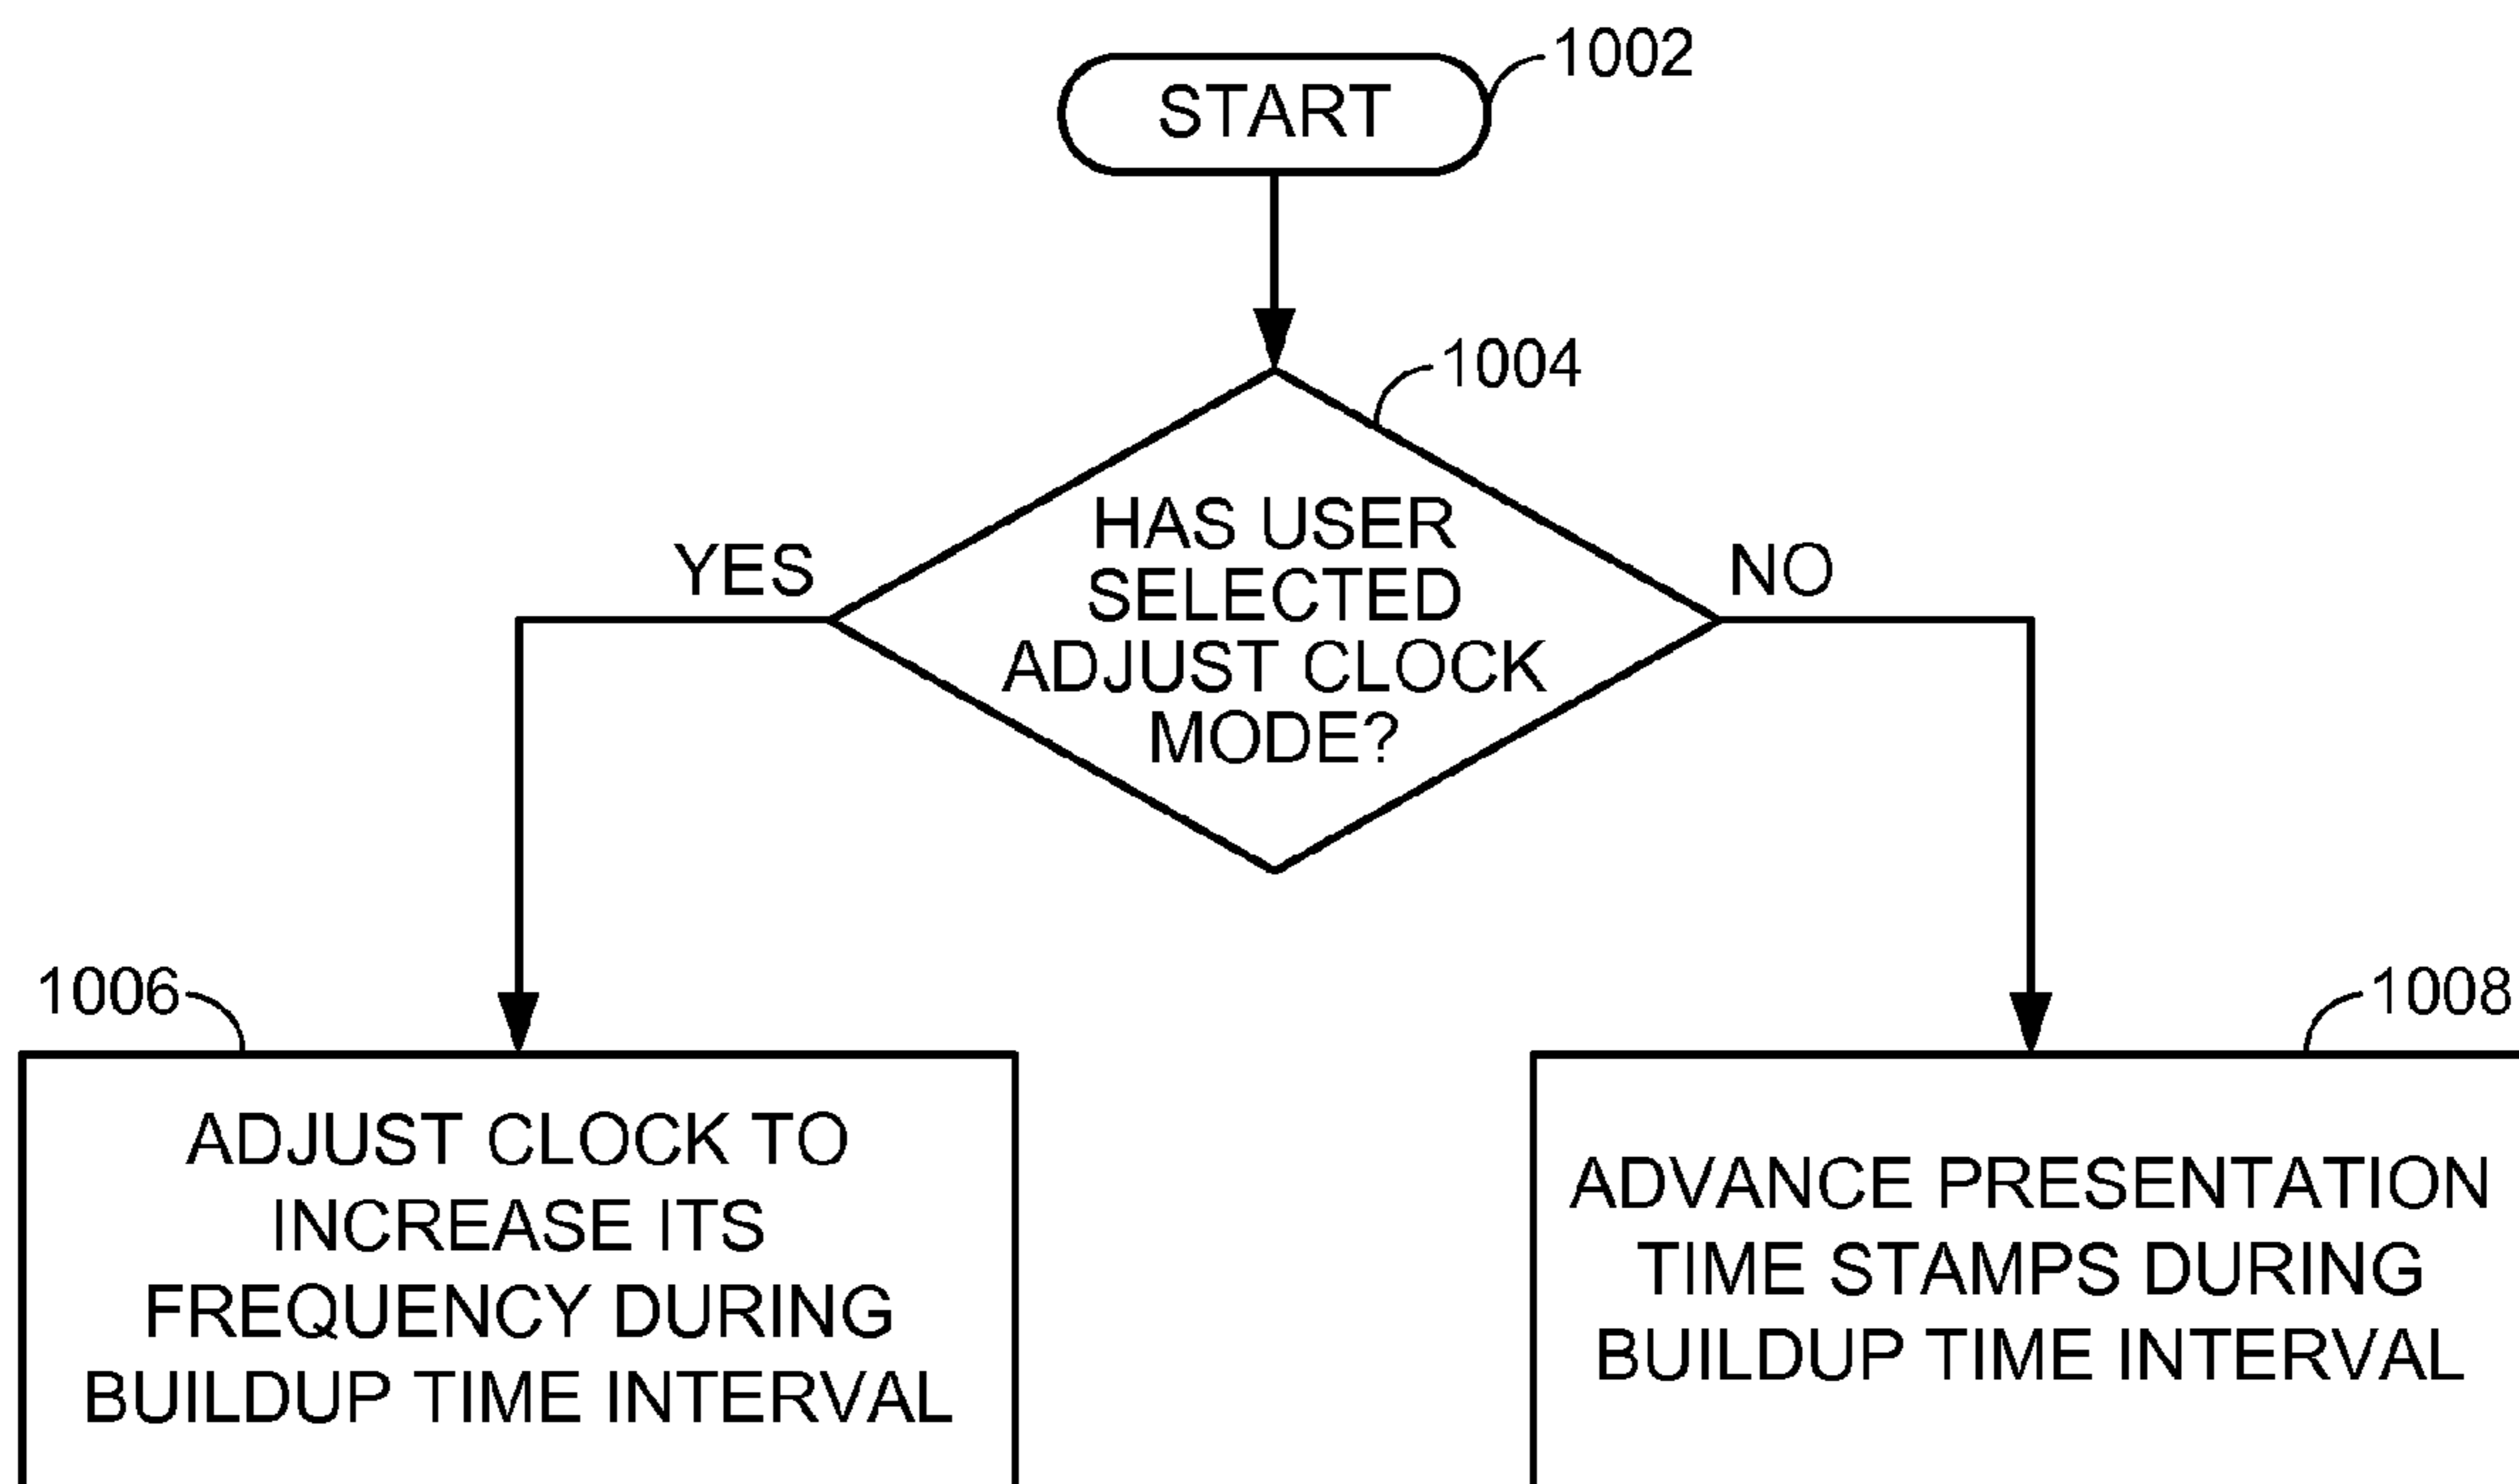 1002
START
1004
HAS USER
SELECTED
ADJUST CLOCK
MODE?
YES
NO
1006
ADJUST CLOCK TO
INCREASE ITS
FREQUENCY DURING
BUILDUP TIME INTERVAL
1008
ADVANCE PRESENTATION
TIME STAMPS DURING
BUILDUP TIME INTERVAL